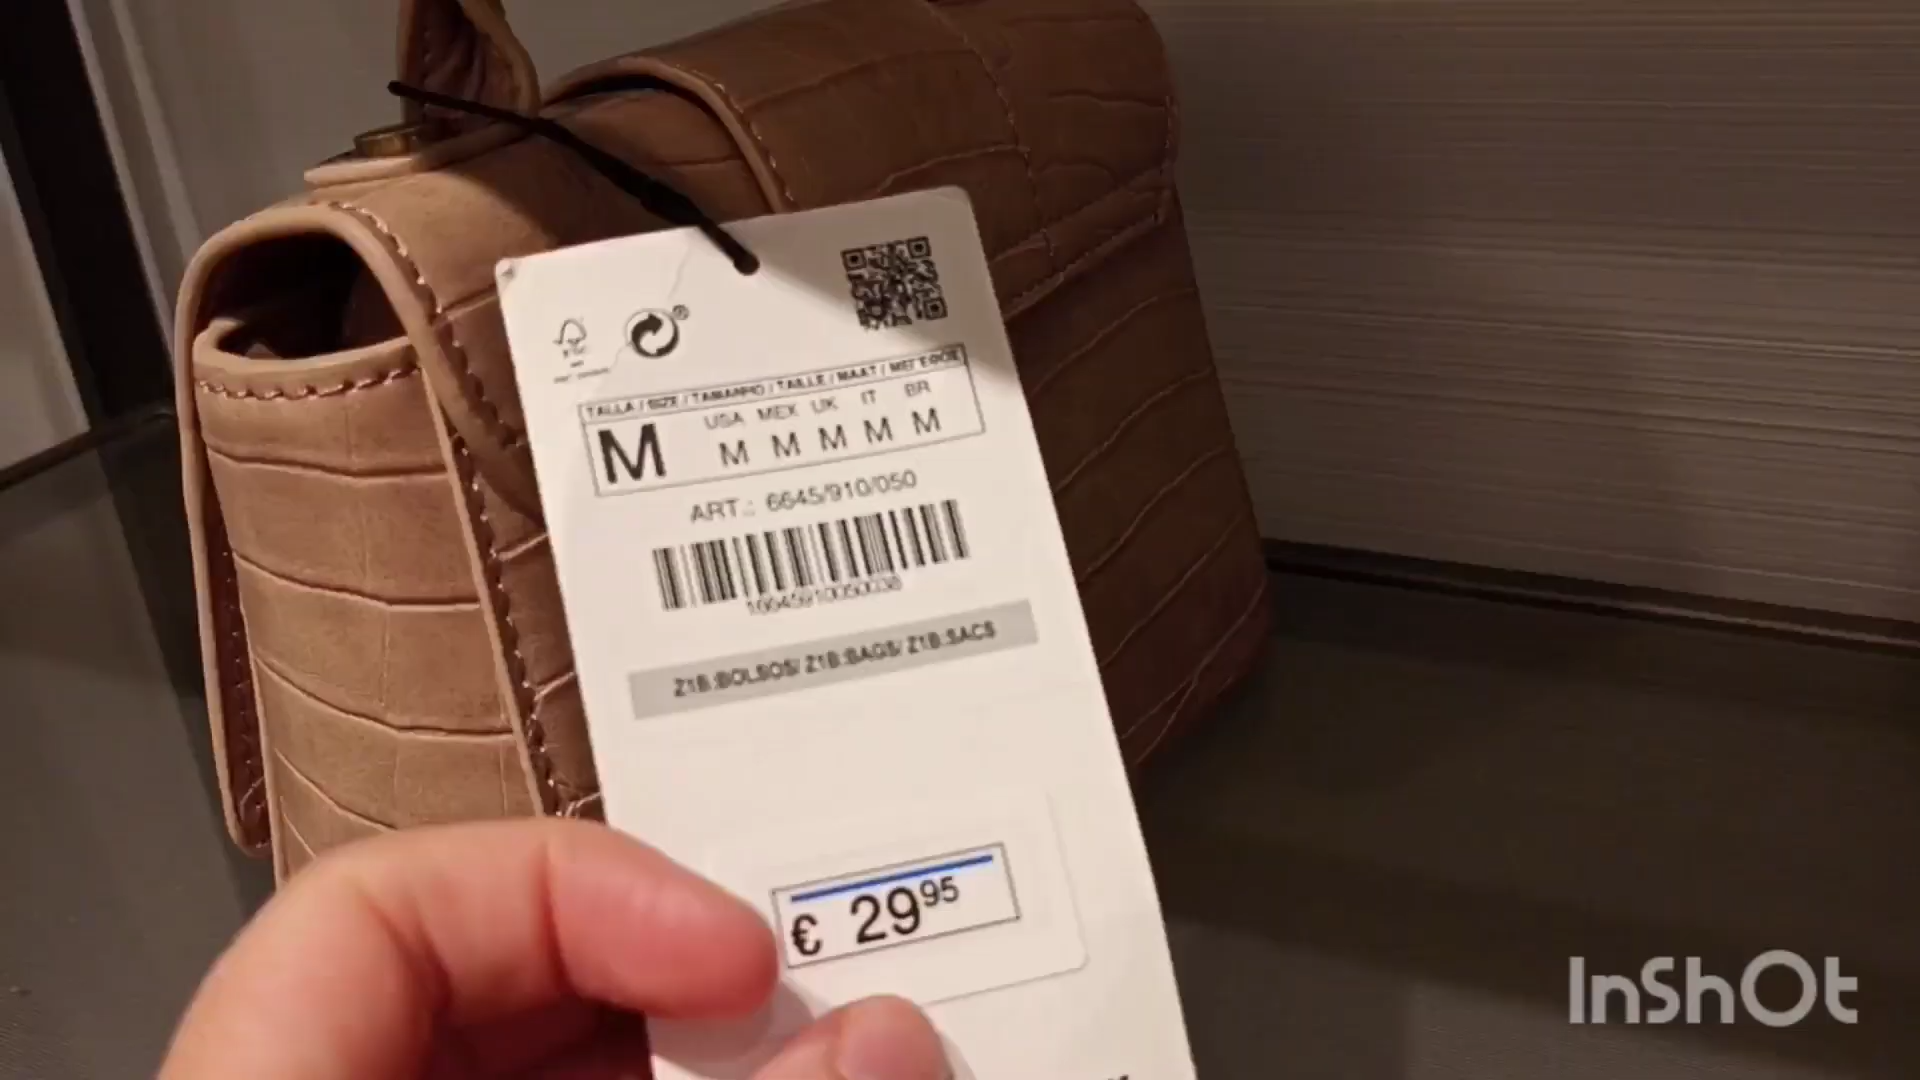 TALLA / SIZE / TAMANHO / TAILLE / MAAT /
M
USA MEX UK IT BR
M M M M M
ART.: 6645/910/050
Z1B:BOLSOS/ Z1B:BAGS/ Z1B:SACS
€ 29 95
InShOt